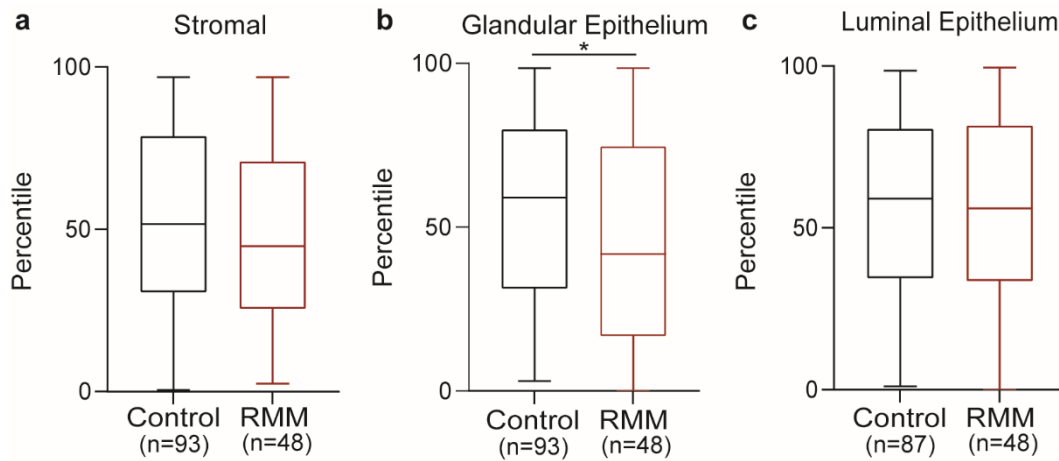 a Stromal
100
Percentile
50
0
Control RMM
(n=93) (n=48)
b Glandular Epithelium
*
100
Percentile
50
0
Control RMM
(n=93) (n=48)
c Luminal Epithelium
100
Percentile
50
0
Control RMM
(n=87) (n=48)